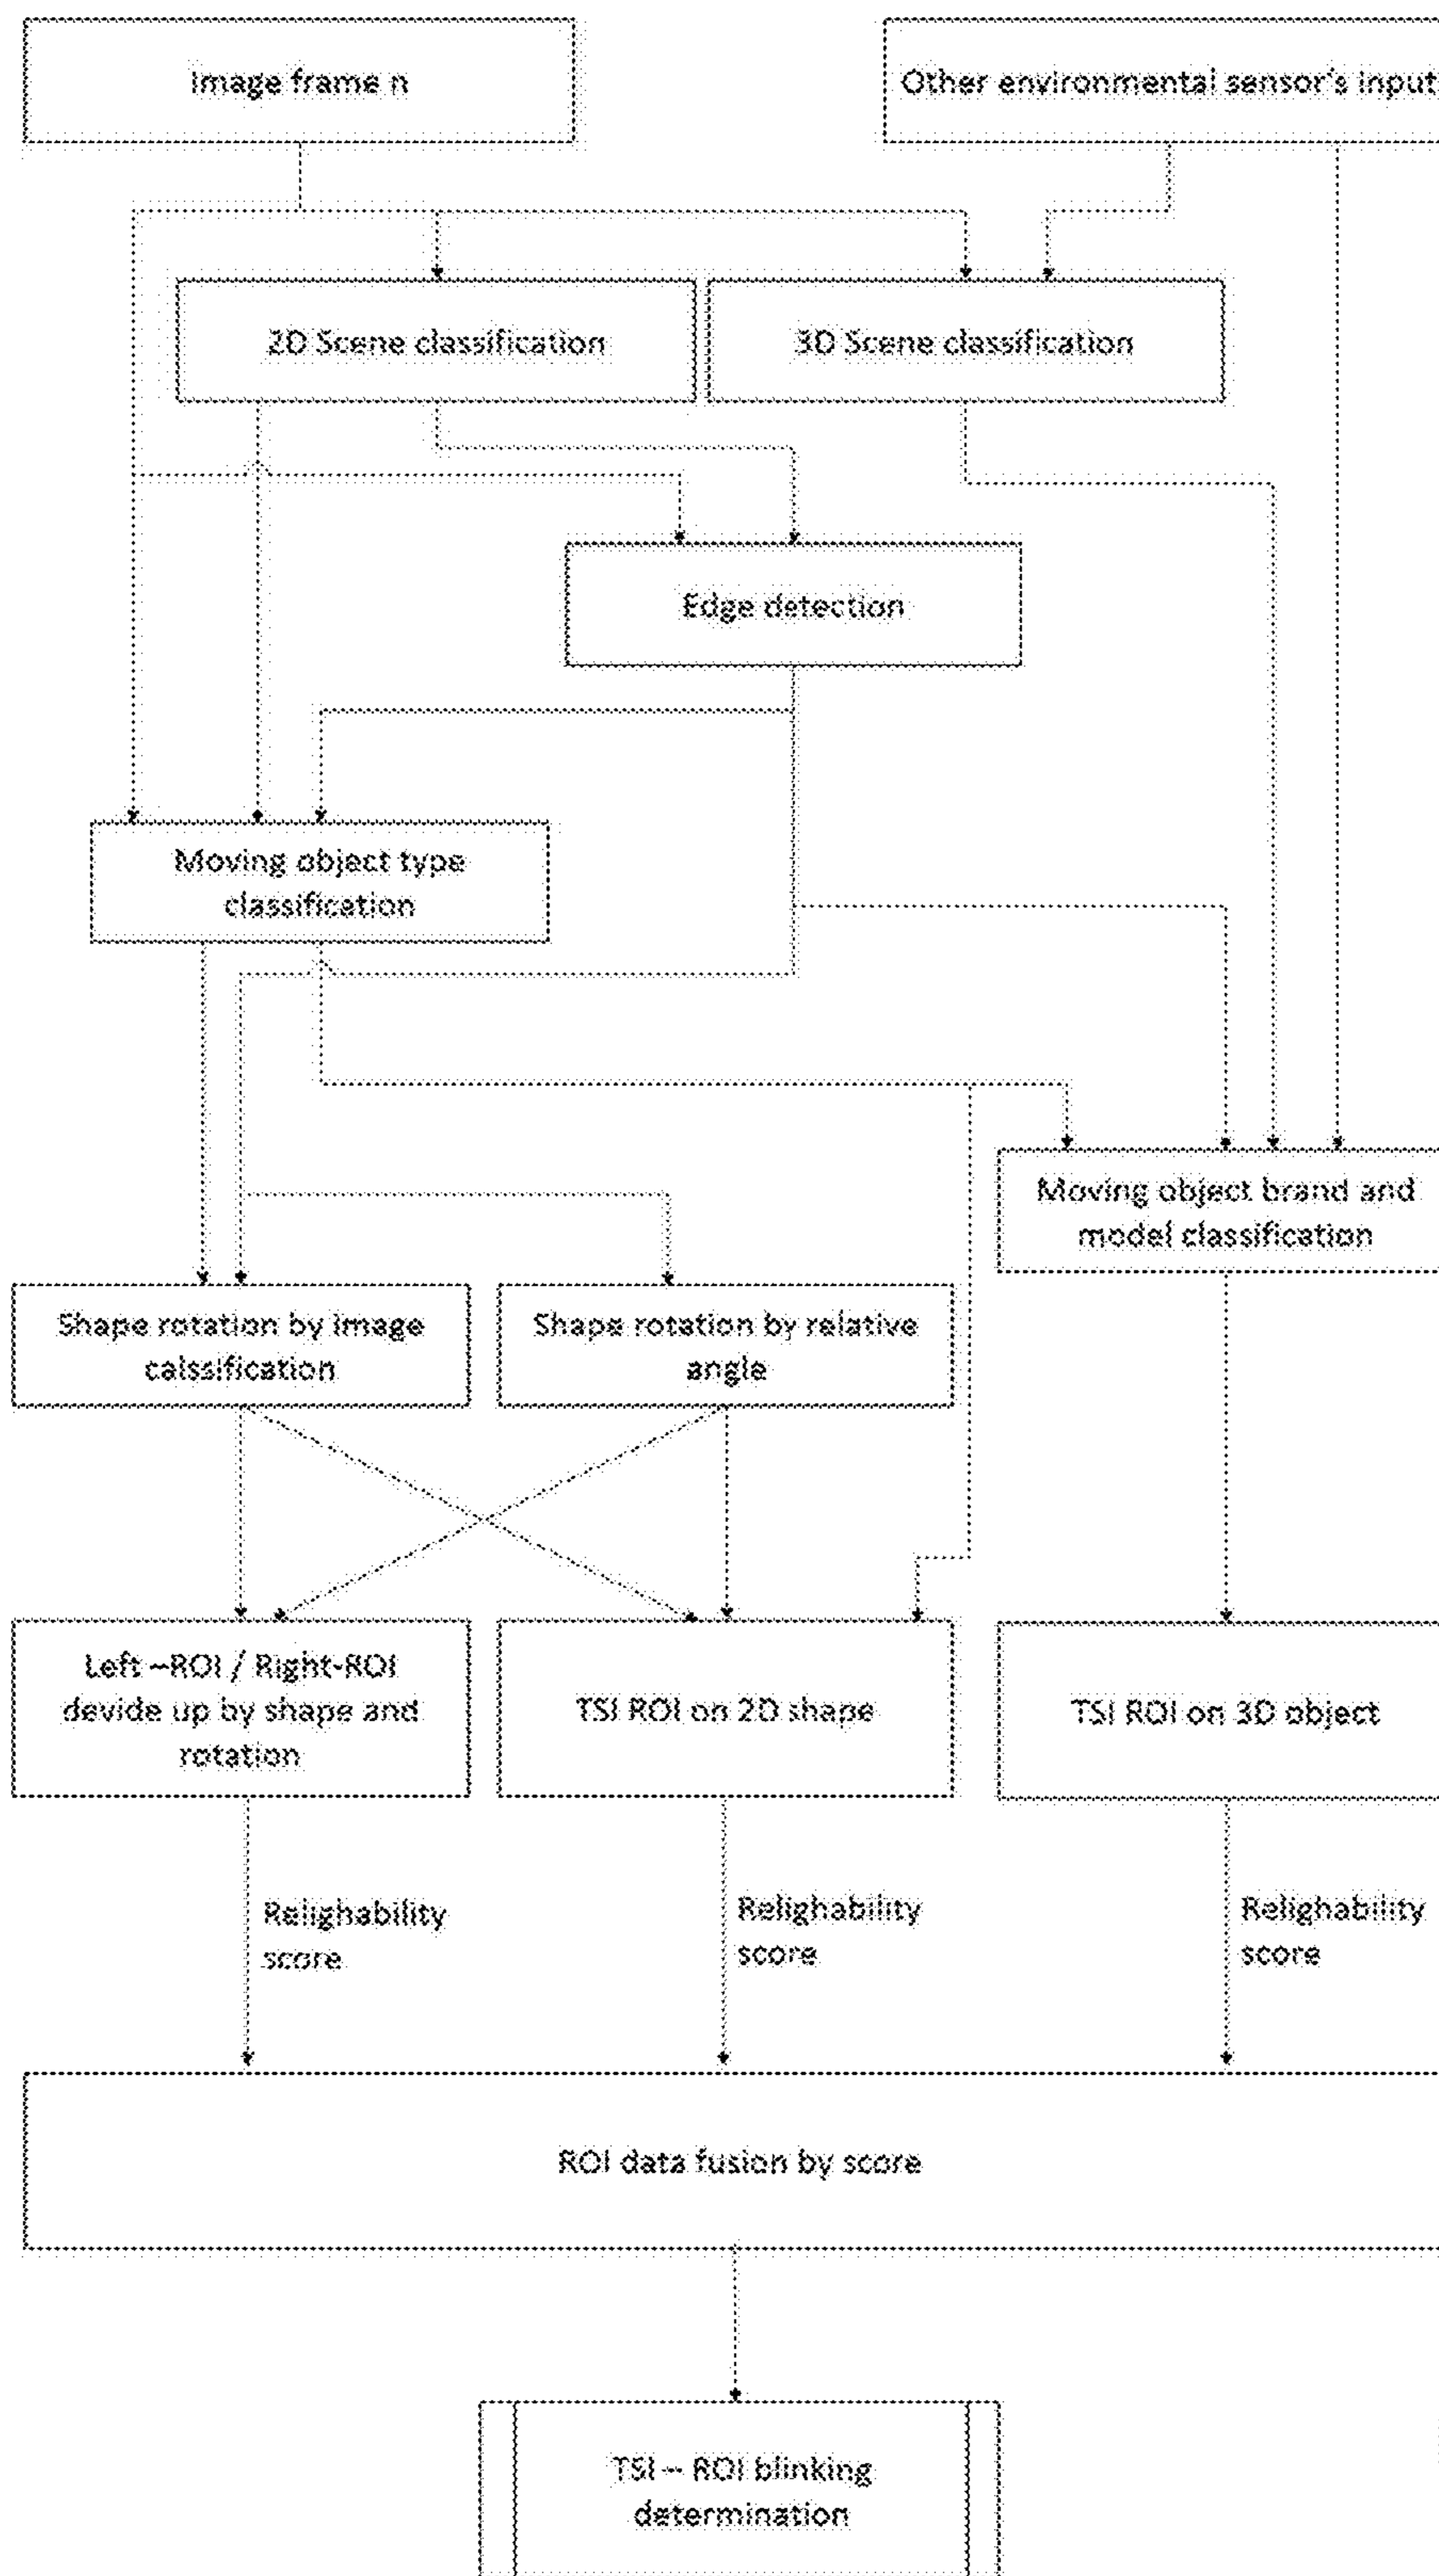 Image frame n
Other environmental sensor's input
2D Scene classification
3D Scene classification
Edge detection
Moving object type
classification
Moving object brand and
model classification
Shape rotation by image
calssification
Shape rotation by relative
angle
Left –ROI / Right-ROI
devide up by shape and
rotation
TSI ROI on 2D shape
TSI ROI on 3D object
Relighability
score
Relighability
score
Relighability
score
ROI data fusion by score
TSI – ROI blinking
determination